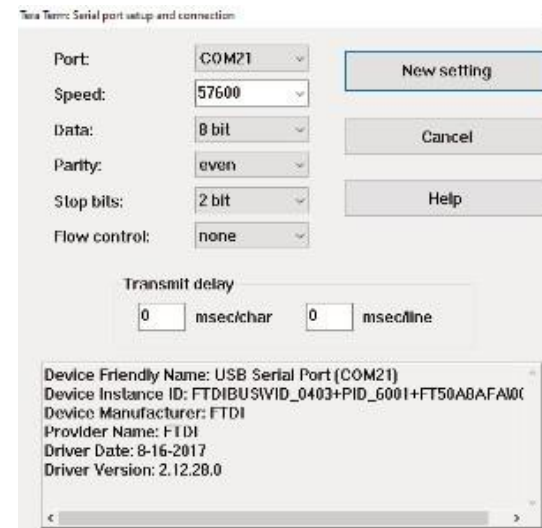 Tera Term: Serial port setup and connection
Port: COM21
New setting
Speed: 57600
Data: 8 bit
Cancel
Parity: even
Stop bits: 2 bit
Help
Flow control: none
Transmit delay
0 msec/char 0 msec/line
Device Friendly Name: USB Serial Port (COM21)
Device Instance ID: FTDIBUS\VID_0403+PID_6001+FT50A8AFA\0(
Device Manufacturer: FTDI
Provider Name: FTDI
Driver Date: 8-16-2017
Driver Version: 2.12.28.0